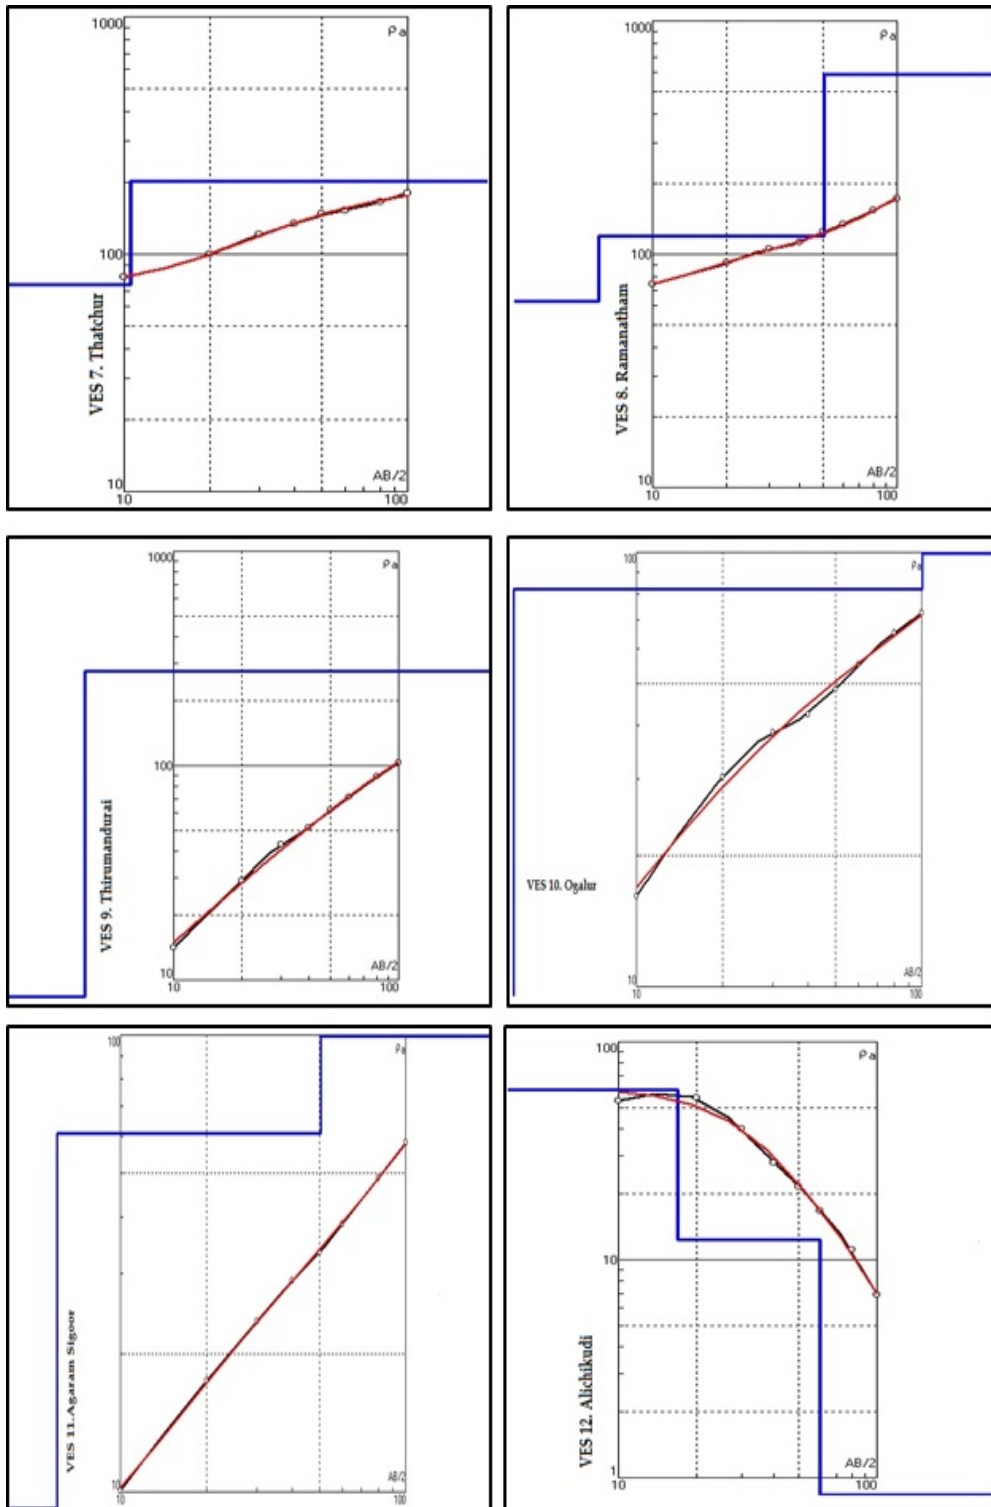 1000
ρa
100
10
AB/2
10
100
VES 7. Thatchur
1000
ρa
100
10
AB/2
10
100
VES 8. Ramanatham
1000
ρa
100
10
AB/2
10
100
VES 9. Thirumandurai
100
ρa
10
AB/2
10
100
VES 10. Ogalur
100
ρa
10
AB/2
10
100
VES 11.Agaram Sigoor
100
ρa
10
1
AB/2
10
100
VES 12. Alichikudi